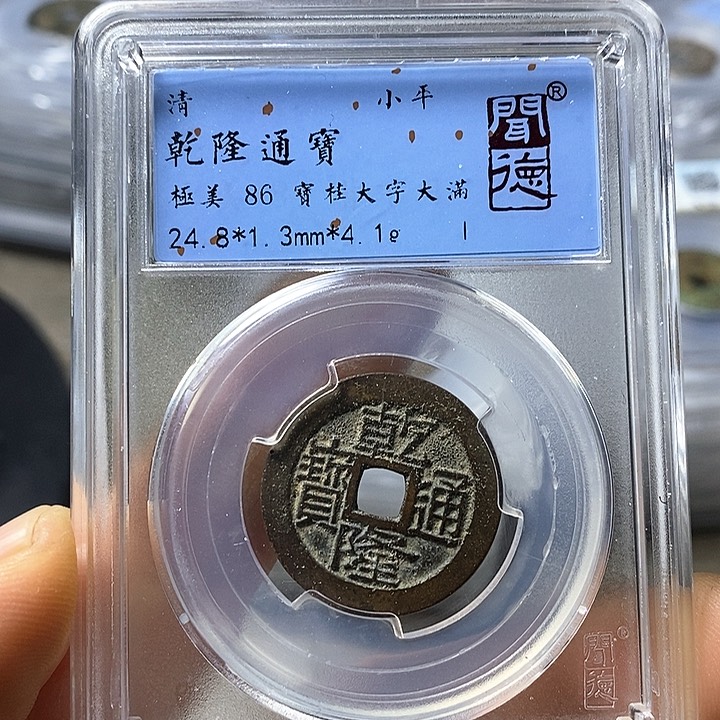 清 小平
乾隆通寶
極美 86 寶桂大字大滿
24.8*1.3mm*4.1g
聞德®
乾隆通寶
聞德®